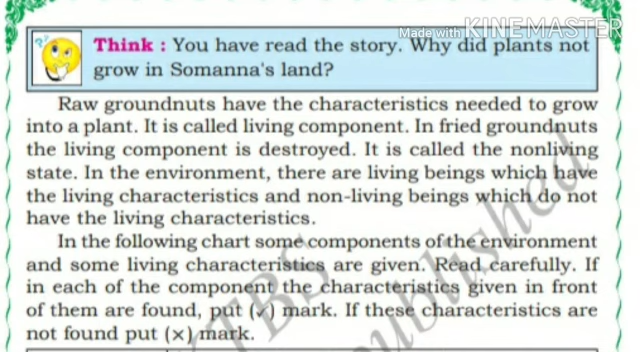 Made with KINEMASTER
Think : You have read the story. Why did plants not
grow in Somanna's land?
Raw groundnuts have the characteristics needed to grow
into a plant. It is called living component. In fried groundnuts
the living component is destroyed. It is called the nonliving
state. In the environment, there are living beings which have
the living characteristics and non-living beings which do not
have the living characteristics.
In the following chart some components of the environment
and some living characteristics are given. Read carefully. If
in each of the component the characteristics given in front
of them are found, put (✓) mark. If these characteristics are
not found put (×) mark.
KTBS
published